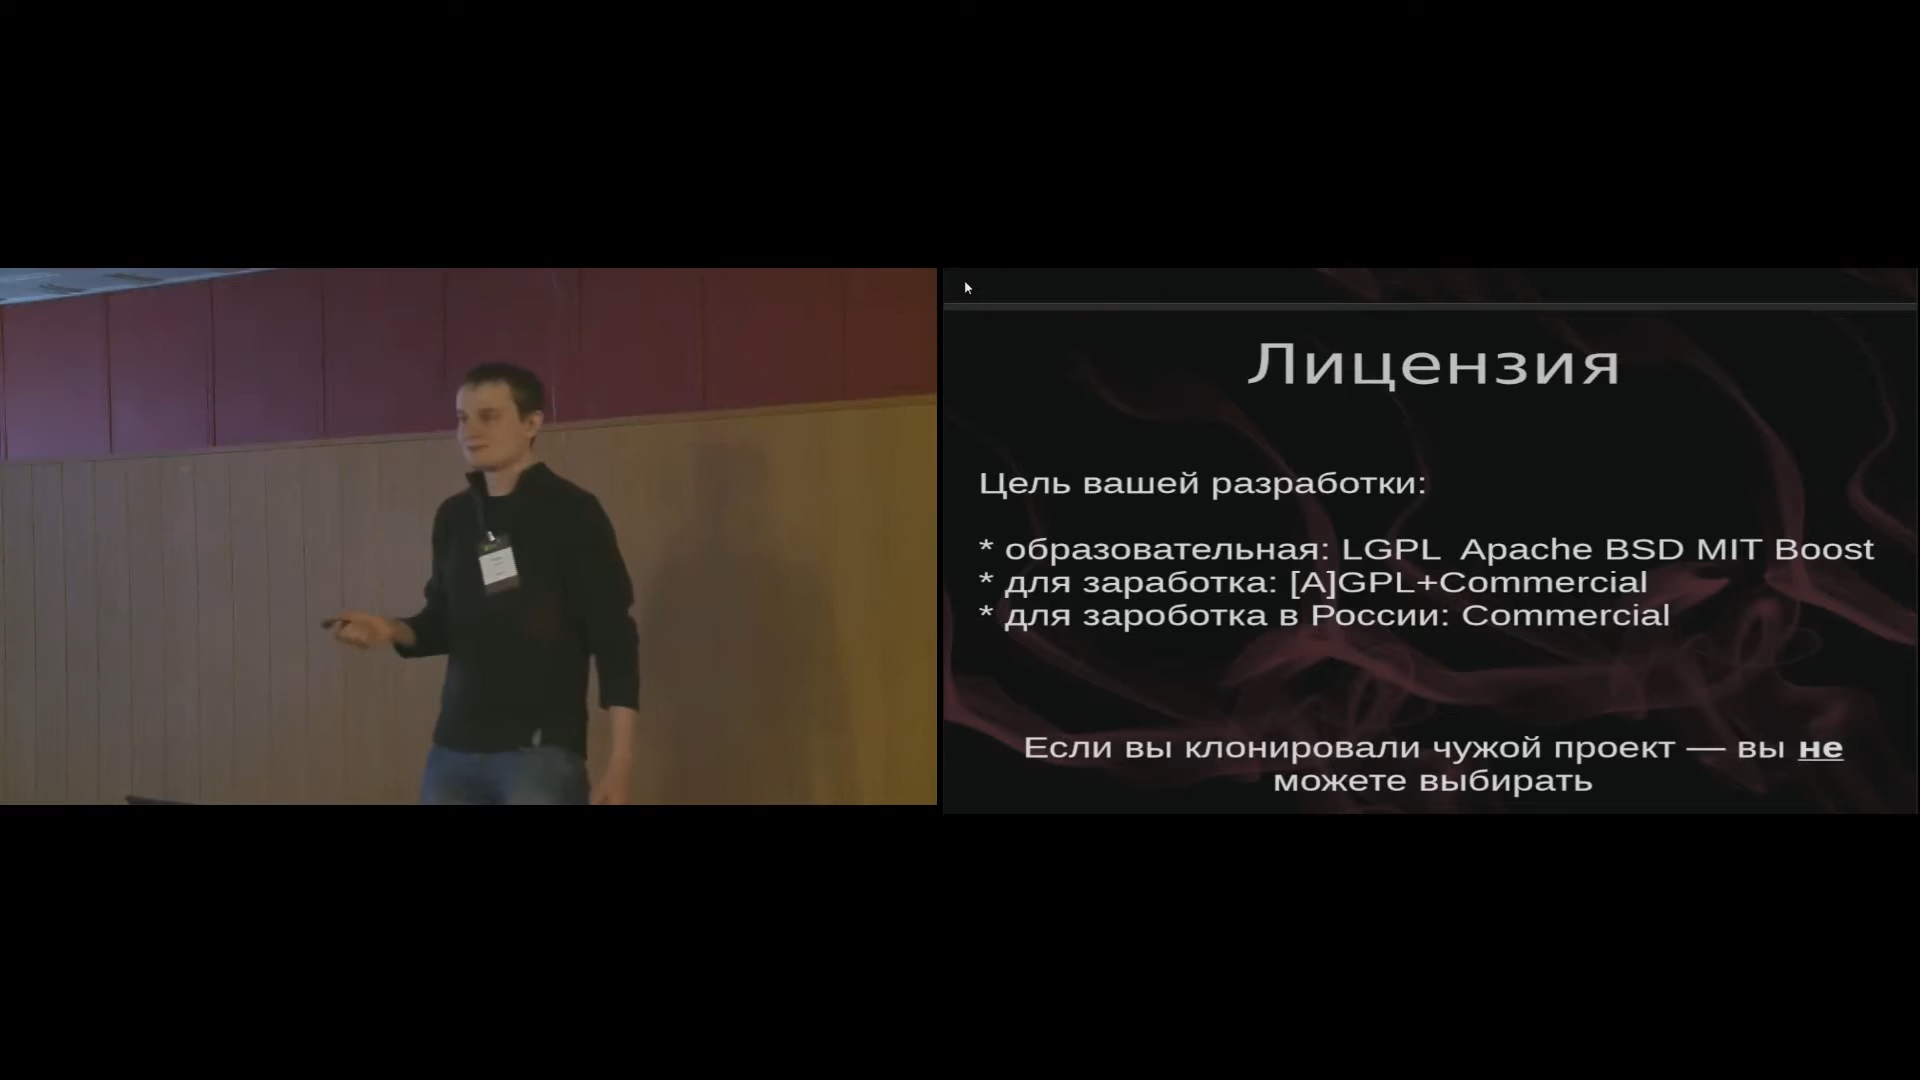 Лицензия
Цель вашей разработки:
* образовательная: LGPL Apache BSD MIT Boost
* для заработка: [A]GPL+Commercial
* для зароботка в России: Commercial
Если вы клонировали чужой проект — вы не
можете выбирать